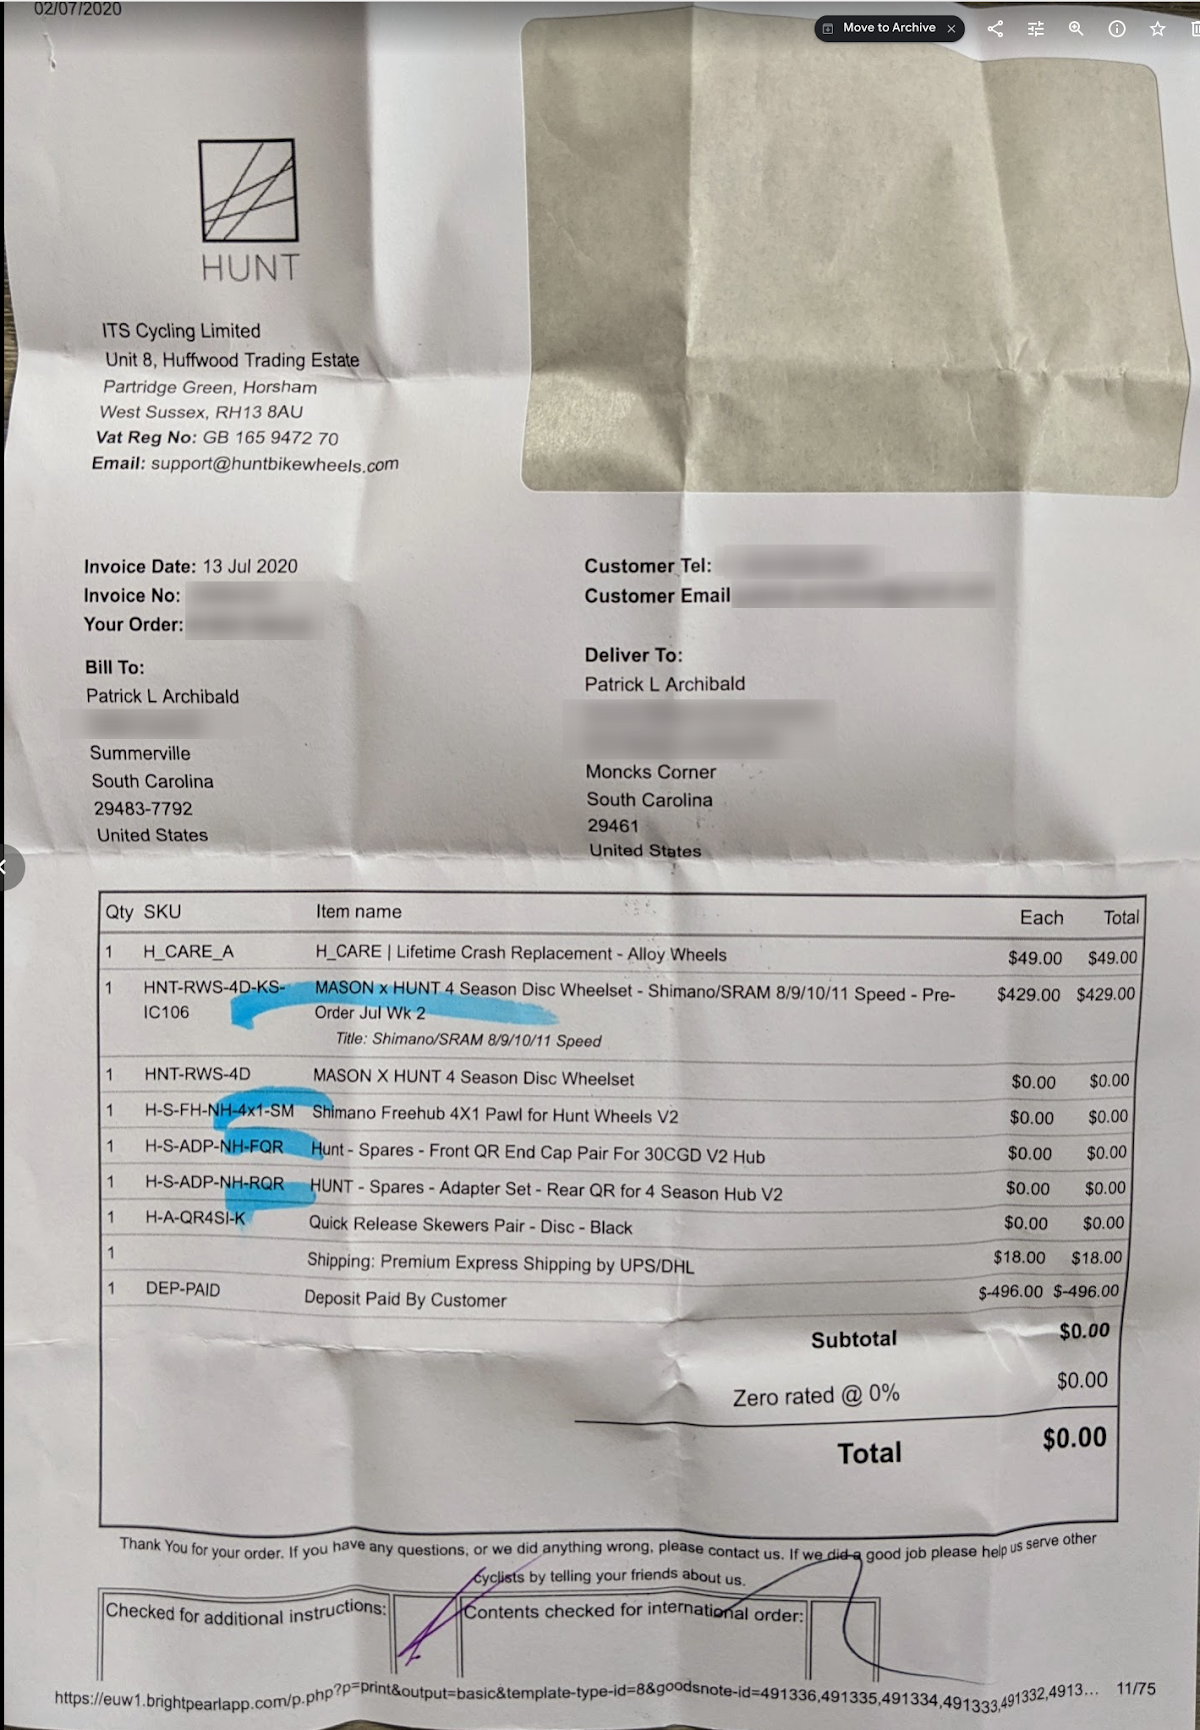 02/07/2020
Move to Archive
HUNT
ITS Cycling Limited
Unit 8, Huffwood Trading Estate
Partridge Green, Horsham
West Sussex, RH13 8AU
Vat Reg No: GB 165 9472 70
Email: support@huntbikewheels.com
Invoice Date: 13 Jul 2020
Invoice No:
Your Order:
Customer Tel:
Customer Email
Bill To:
Patrick L Archibald
Summerville
South Carolina
29483-7792
United States
Deliver To:
Patrick L Archibald
Moncks Corner
South Carolina
29461
United States
Qty SKU Item name Each Total
1 H_CARE_A H_CARE | Lifetime Crash Replacement - Alloy Wheels $49.00 $49.00
1 HNT-RWS-4D-KS- MASON x HUNT 4 Season Disc Wheelset - Shimano/SRAM 8/9/10/11 Speed - Pre- $429.00 $429.00
IC106 Order Jul Wk 2
Title: Shimano/SRAM 8/9/10/11 Speed
1 HNT-RWS-4D MASON X HUNT 4 Season Disc Wheelset $0.00 $0.00
1 H-S-FH-NH-4x1-SM Shimano Freehub 4X1 Pawl for Hunt Wheels V2 $0.00 $0.00
1 H-S-ADP-NH-FQR Hunt - Spares - Front QR End Cap Pair For 30CGD V2 Hub $0.00 $0.00
1 H-S-ADP-NH-RQR HUNT - Spares - Adapter Set - Rear QR for 4 Season Hub V2 $0.00 $0.00
1 H-A-QR4SI-K Quick Release Skewers Pair - Disc - Black $0.00 $0.00
1 Shipping: Premium Express Shipping by UPS/DHL $18.00 $18.00
1 DEP-PAID Deposit Paid By Customer $-496.00 $-496.00
Subtotal $0.00
Zero rated @ 0% $0.00
Total $0.00
Thank You for your order. If you have any questions, or we did anything wrong, please contact us. If we did a good job please help us serve other
cyclists by telling your friends about us.
Checked for additional instructions:
Contents checked for international order:
https://euw1.brightpearlapp.com/p.php?p=print&output=basic&template-type-id=8&goodsnote-id=491336,491335,491334,491333,491332,4913... 11/75